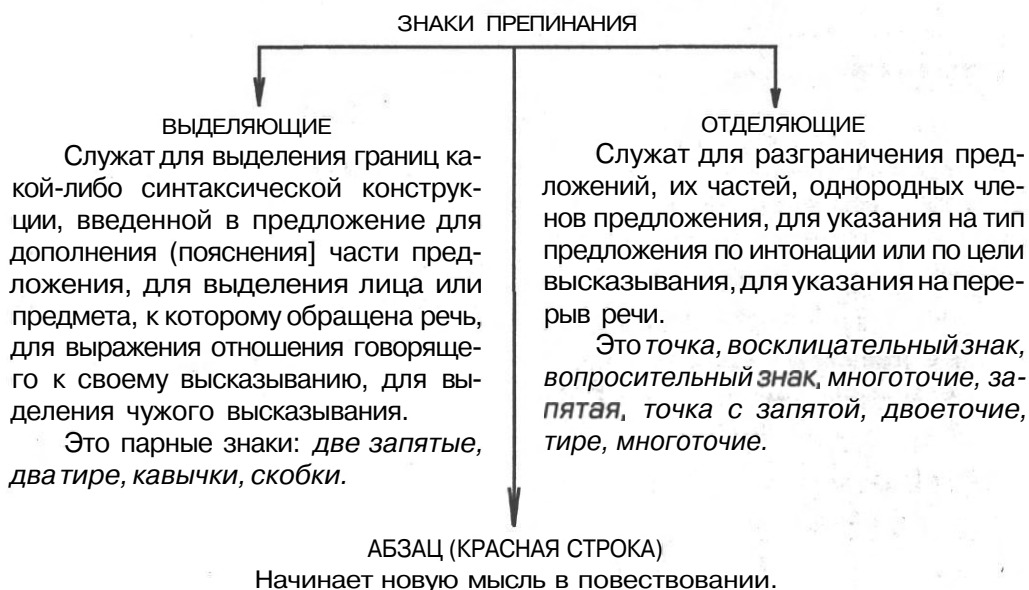 ЗНАКИ ПРЕПИНАНИЯ
ВЫДЕЛЯЮЩИЕ
Служат для выделения границ ка-
кой-либо синтаксической конструк-
ции, введенной в предложение для
дополнения (пояснения] части пред-
ложения, для выделения лица или
предмета, к которому обращена речь,
для выражения отношения говоряще-
го к своему высказыванию, для вы-
деления чужого высказывания.
Это парные знаки: две запятые,
два тире, кавычки, скобки.
ОТДЕЛЯЮЩИЕ
Служат для разграничения пред-
ложений, их частей, однородных чле-
нов предложения, для указания на тип
предложения по интонации или по цели
высказывания, для указания на пере-
рыв речи.
Это точка, восклицательный знак,
вопросительный знак, многоточие, за-
пятая, точка с запятой, двоеточие,
тире, многоточие.
АБЗАЦ (КРАСНАЯ СТРОКА)
Начинает новую мысль в повествовании.